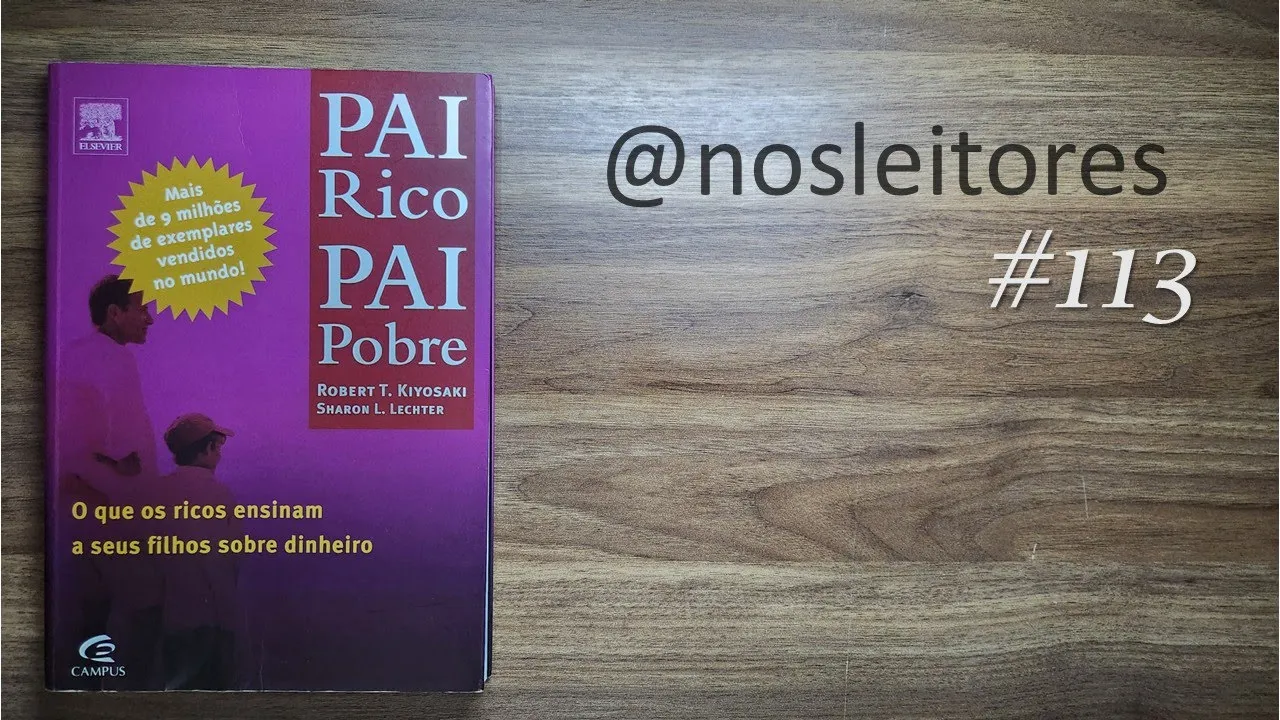 ELSEVIER
Mais
de 9 milhões
de exemplares
vendidos
no mundo!
PAI
Rico
PAI
Pobre
Robert T. Kiyosaki
Sharon L. Lechter
O que os ricos ensinam
a seus filhos sobre dinheiro
CAMPUS
@nosleitores
#113